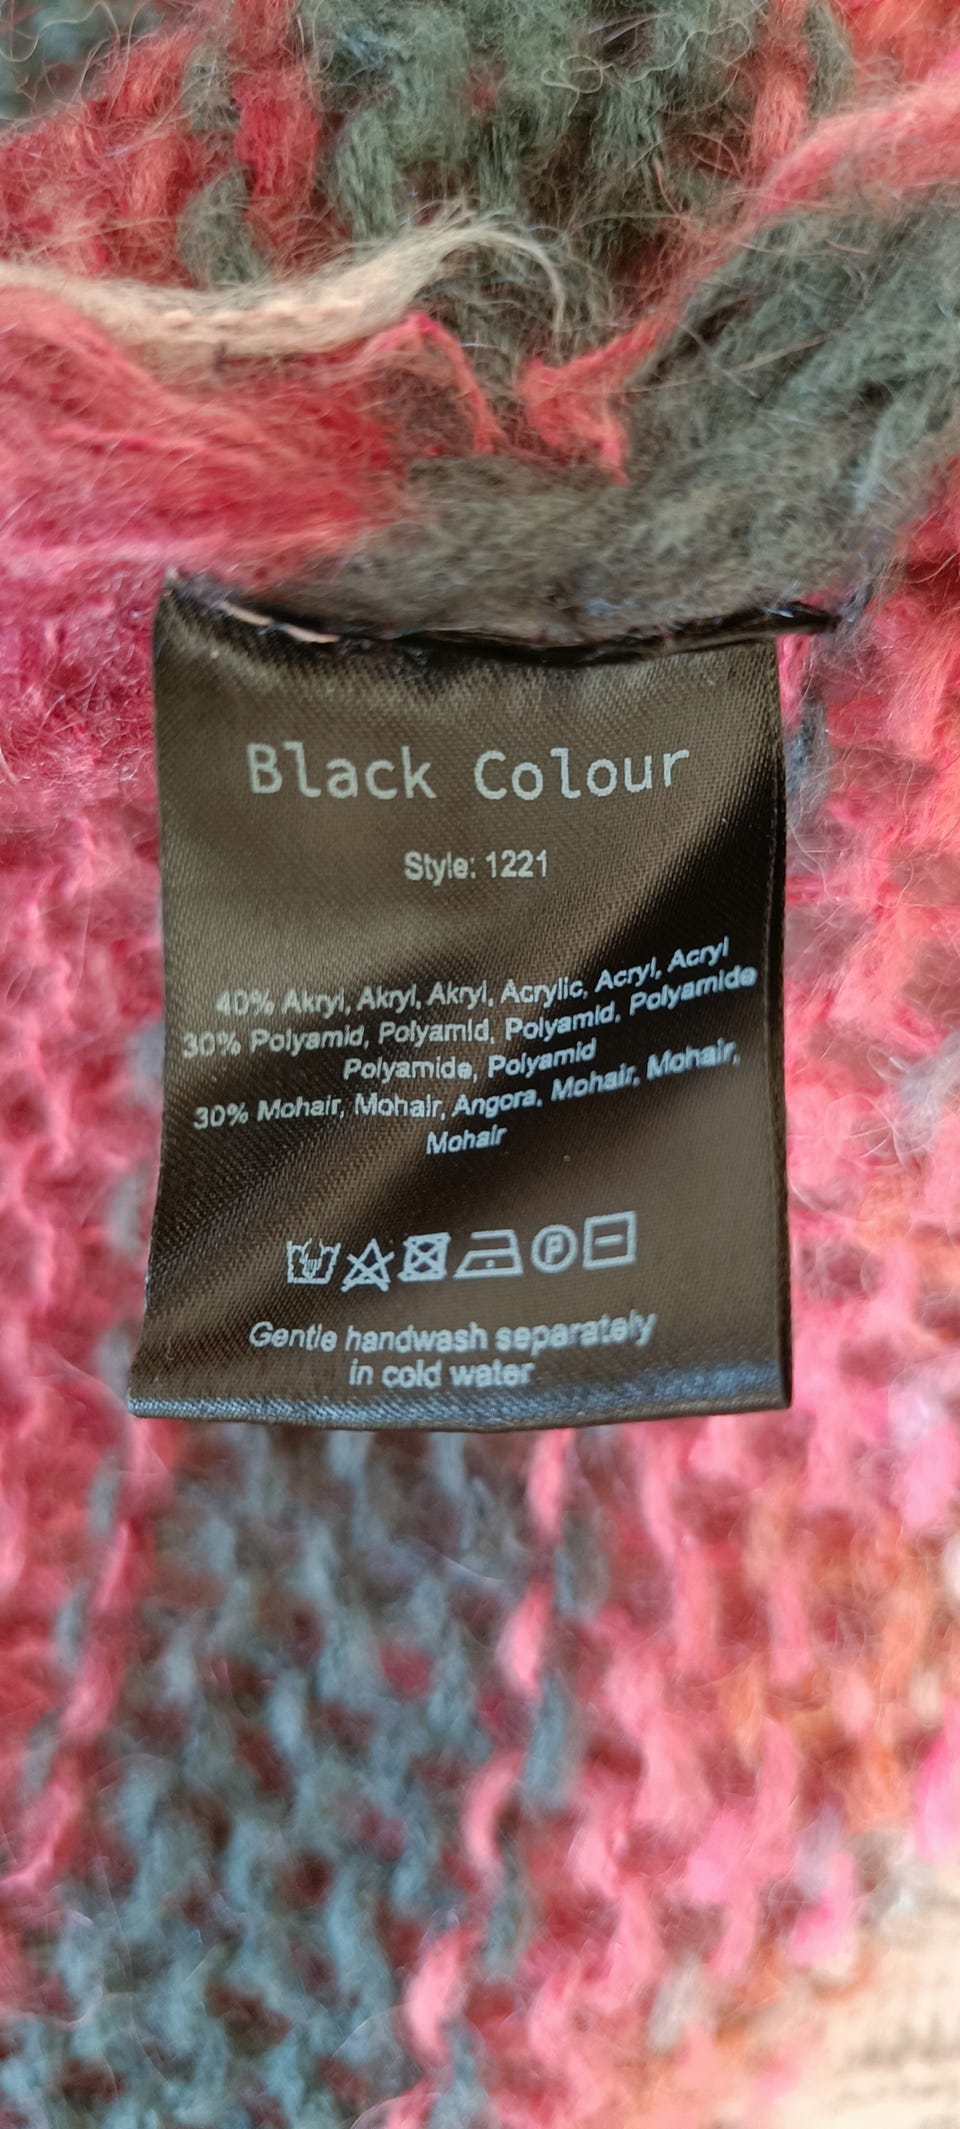 Black Colour
Style: 1221
40% Akryl, Akryl, Akryl, Acrylic, Acryl, Acryl
30% Polyamid, Polyamid, Polyamid, Polyamide
Polyamide, Polyamid
30% Mohair, Mohair, Angora, Mohair, Mohair,
Mohair
P
Gentle handwash separately
in cold water